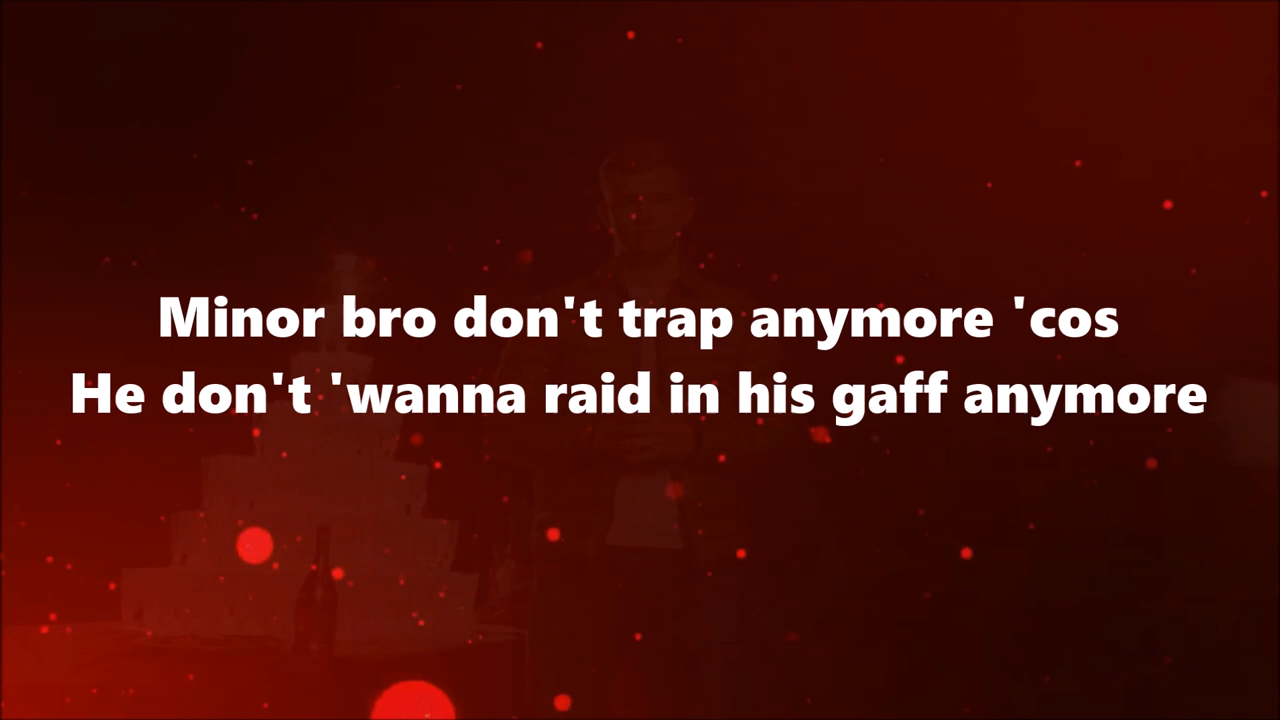 Minor bro don't trap anymore 'cos
He don't 'wanna raid in his gaff anymore